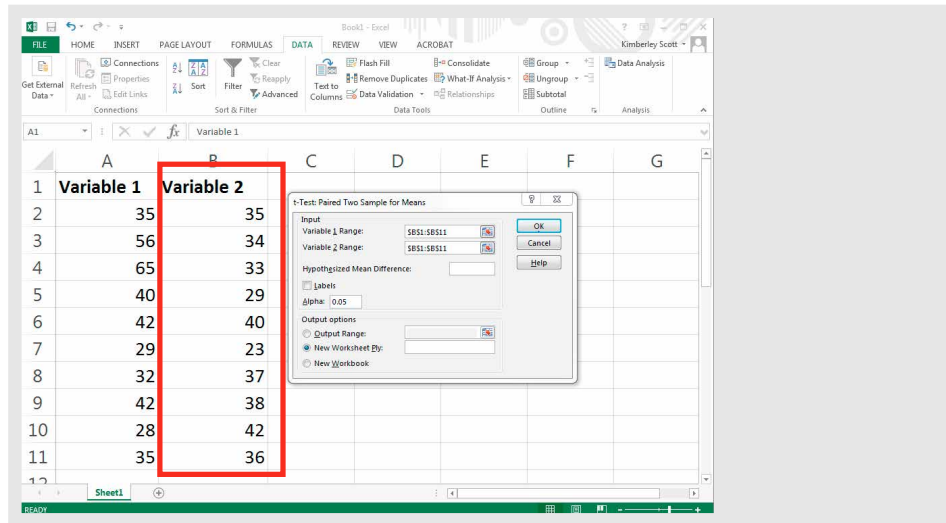 Book1 - Excel
FILE HOME INSERT PAGE LAYOUT FORMULAS DATA REVIEW VIEW ACROBAT Kimberley Scott
Get External Data
Refresh All
Connections
Properties
Edit Links
Connections
Sort
Filter
Clear
Reapply
Advanced
Sort & Filter
Text to Columns
Flash Fill
Remove Duplicates
Data Validation
Consolidate
What-If Analysis
Relationships
Data Tools
Group
Ungroup
Subtotal
Outline
Data Analysis
Analysis
A1 fx Variable 1
A B C D E F G
1 Variable 1 Variable 2
2 35 35
3 56 34
4 65 33
5 40 29
6 42 40
7 29 23
8 32 37
9 42 38
10 28 42
11 35 36
12
t-Test: Paired Two Sample for Means
Input
Variable 1 Range: $B$1:$B$11
Variable 2 Range: $B$1:$B$11
Hypothesized Mean Difference:
Labels
Alpha: 0.05
Output options
Output Range:
New Worksheet Ply:
New Workbook
OK
Cancel
Help
Sheet1
READY